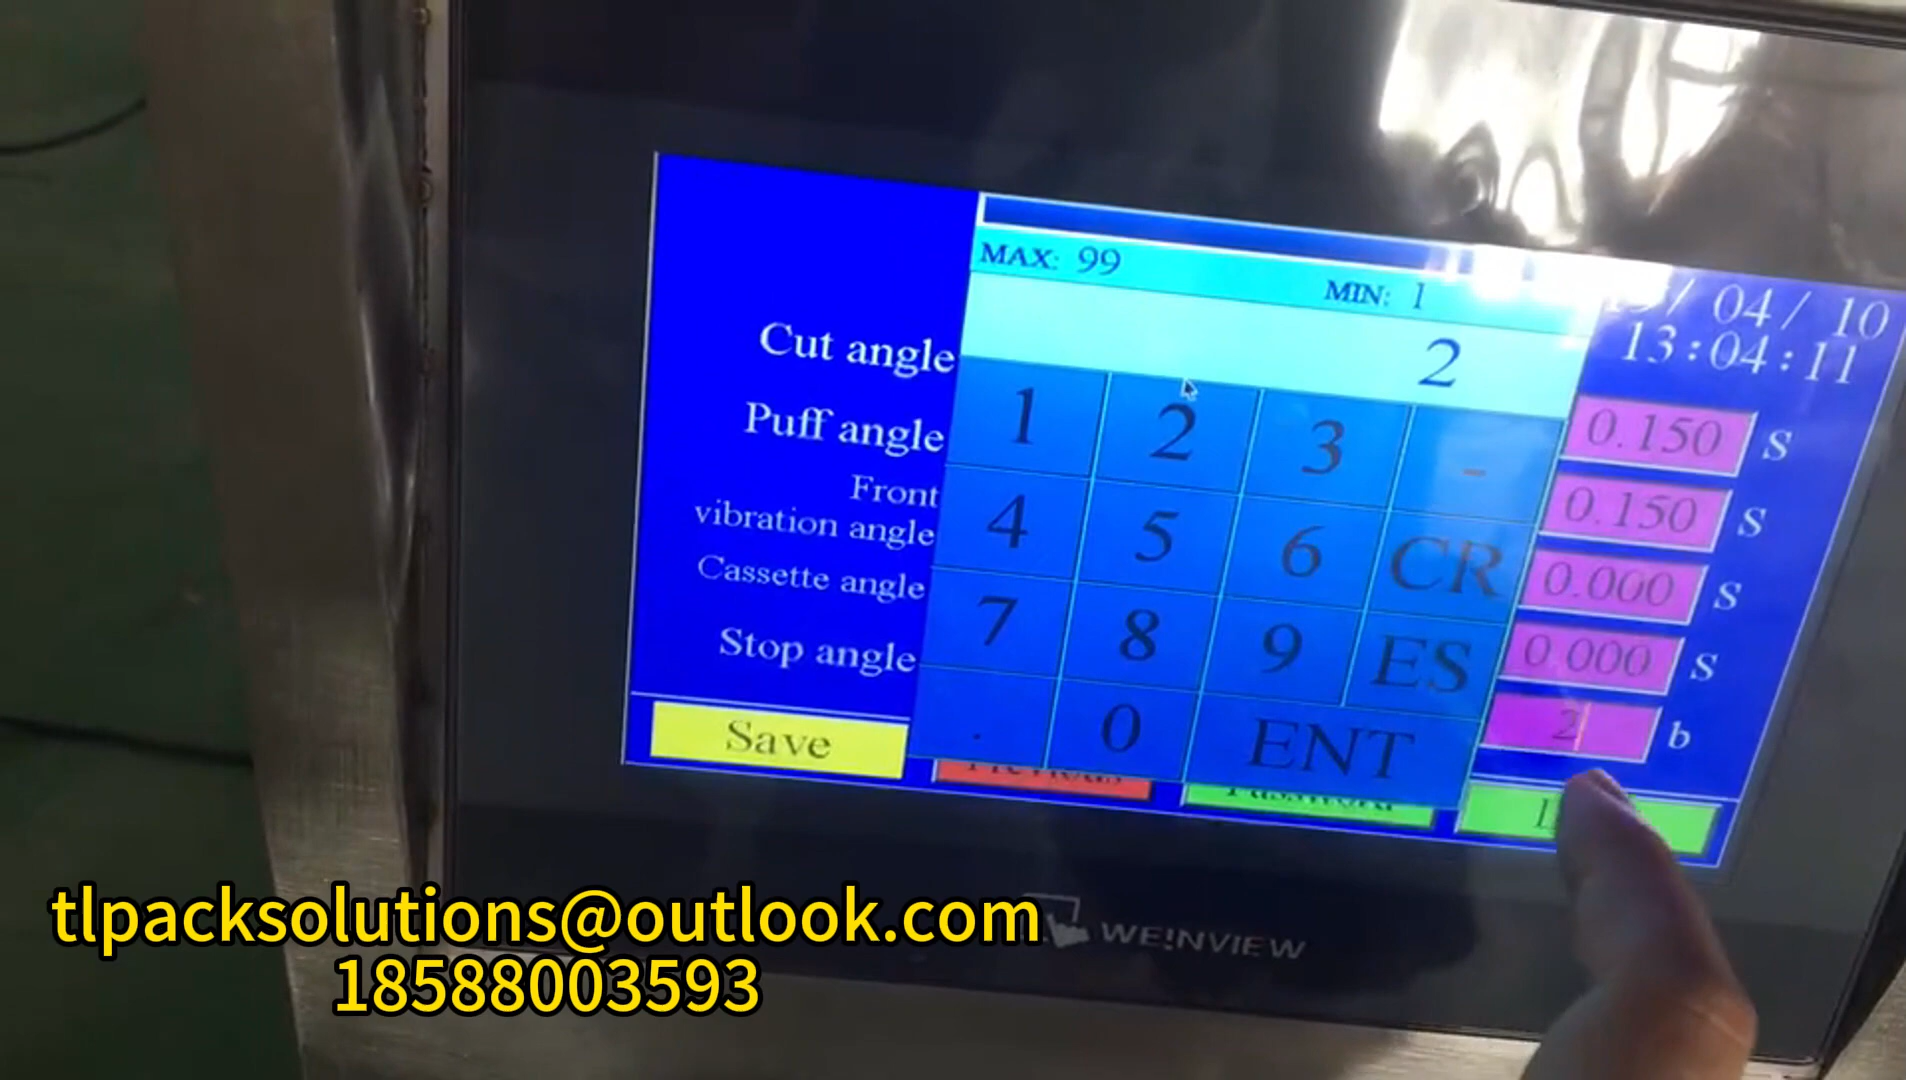 MAX: 99
MIN: 1
/ 04/ 10
13:04:11
2
Cut angle
Puff angle
Front
vibration angle
Cassette angle
Stop angle
1 2 3 -
4 5 6 CR
7 8 9 ES
. 0 ENT
0.150 S
0.150 S
0.000 S
0.000 S
2 b
Save
Previous
Password
WEINVIEW
tlpacksolutions@outlook.com
18588003593